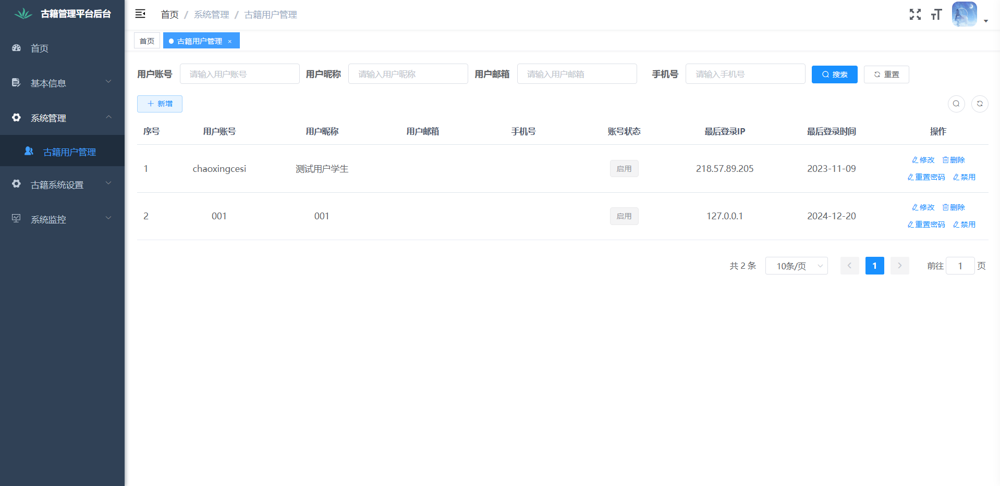 古籍管理平台后台
首页
基本信息
系统管理
古籍用户管理
古籍系统设置
系统监控
首页 / 系统管理 / 古籍用户管理
首页 古籍用户管理 ×
用户账号 请输入用户账号 用户昵称 请输入用户昵称 用户邮箱 请输入用户邮箱 手机号 请输入手机号 搜索 重置
新增
序号 用户账号 用户昵称 用户邮箱 手机号 账号状态 最后登录IP 最后登录时间 操作
1 chaoxingcesi 测试用户学生 启用 218.57.89.205 2023-11-09 修改 删除
重置密码 禁用
2 001 001 启用 127.0.0.1 2024-12-20 修改 删除
重置密码 禁用
共 2 条 10条/页 1 前往 1 页